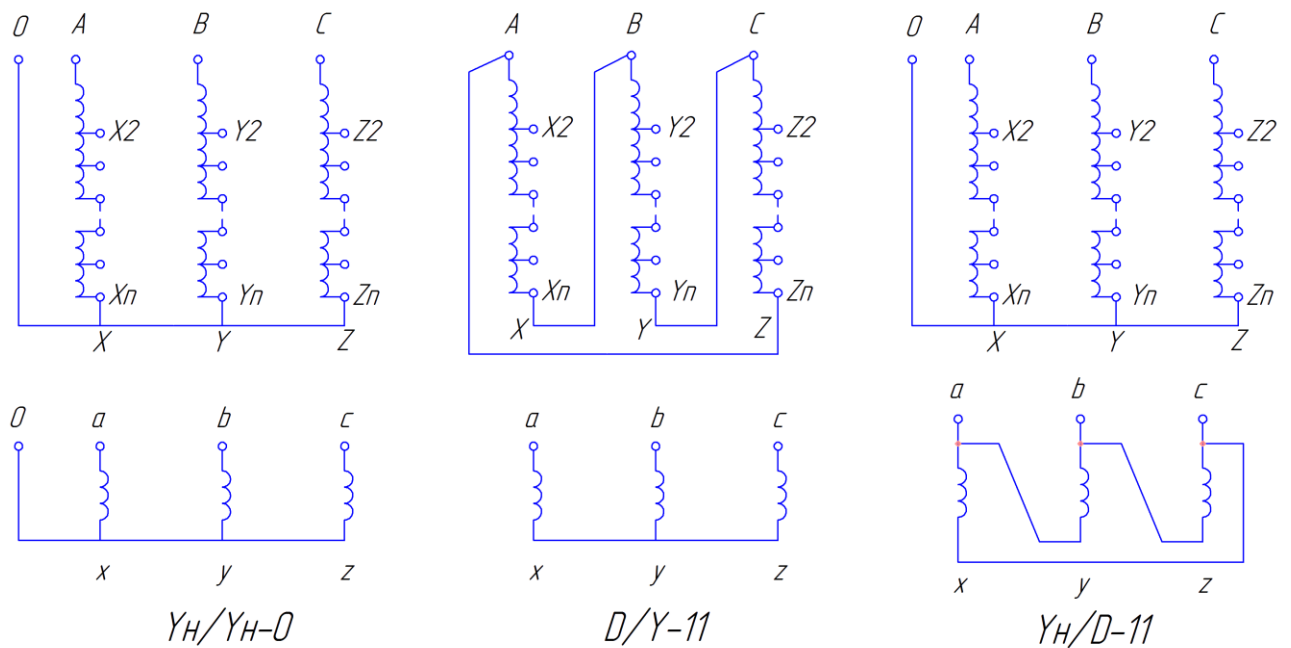 0 A B C
X2 Y2 Z2
Xn Yn Zn
X Y Z
0 a b c
x y z
Yн/Yн-0
A B C
X2 Y2 Z2
Xn Yn Zn
X Y Z
a b c
x y z
D/Y-11
0 A B C
X2 Y2 Z2
Xn Yn Zn
X Y Z
a b c
x y z
Yн/D-11